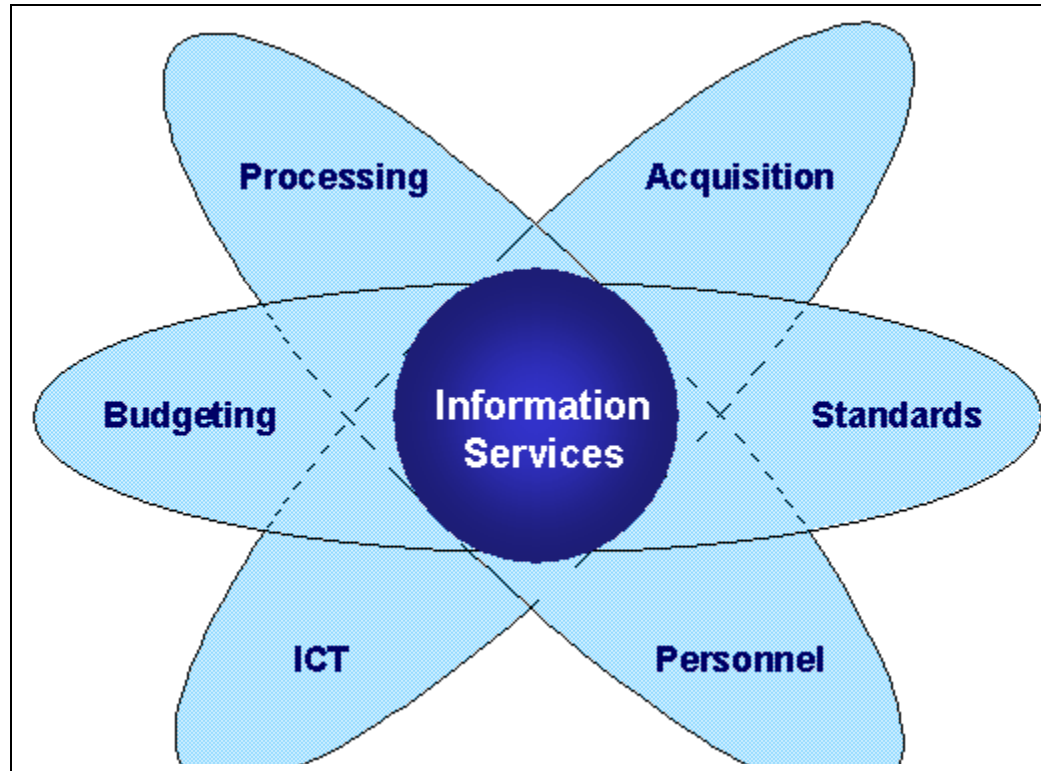 Processing
Acquisition
Budgeting
Information
Services
Standards
ICT
Personnel